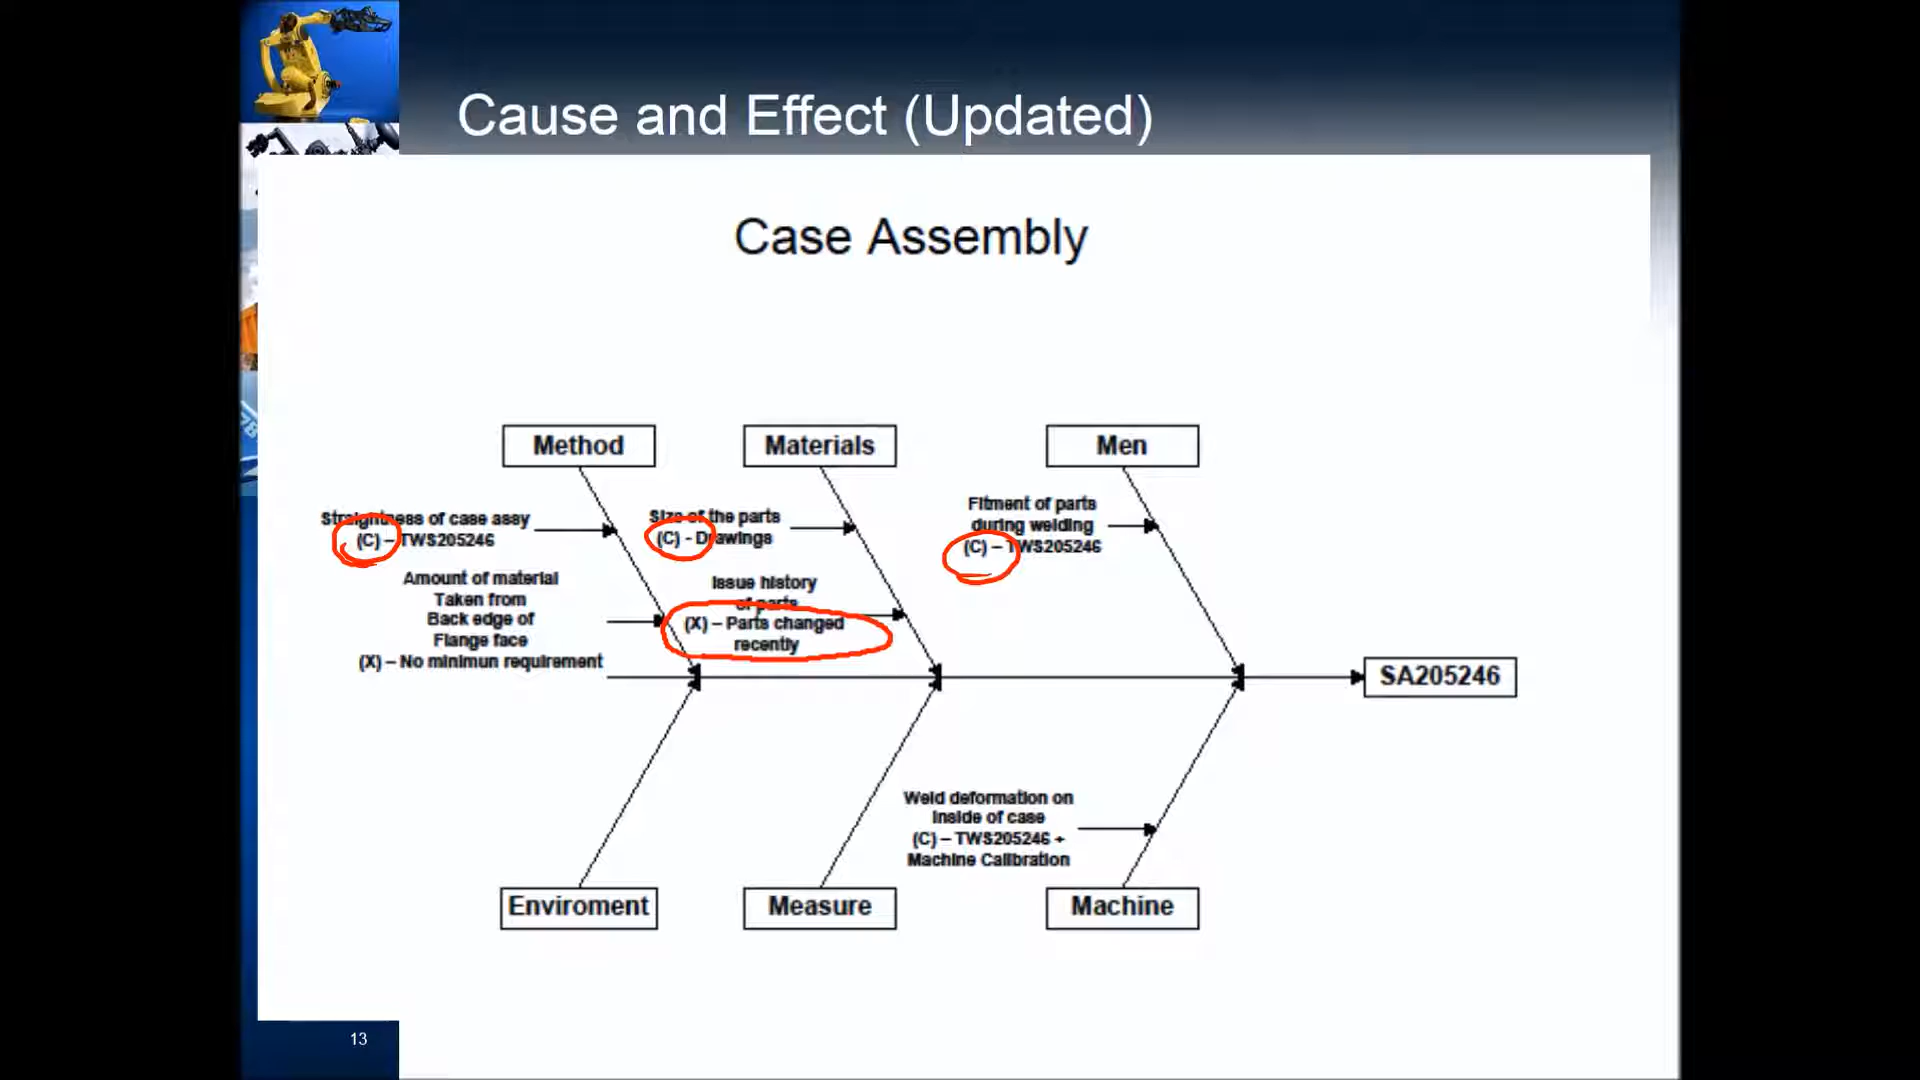 Cause and Effect (Updated)
Case Assembly
Method
Materials
Men
Straightness of case assy
(C) – TWS205246
Amount of material
Taken from
Back edge of
Flange face
(X) – No minimun requirement
Size of the parts
(C) - Drawings
Issue history
of parts
(X) – Parts changed
recently
Fitment of parts
during welding
(C) – TWS205246
SA205246
Weld deformation on
Inside of case
(C) – TWS205246 +
Machine Calibration
Enviroment
Measure
Machine
13